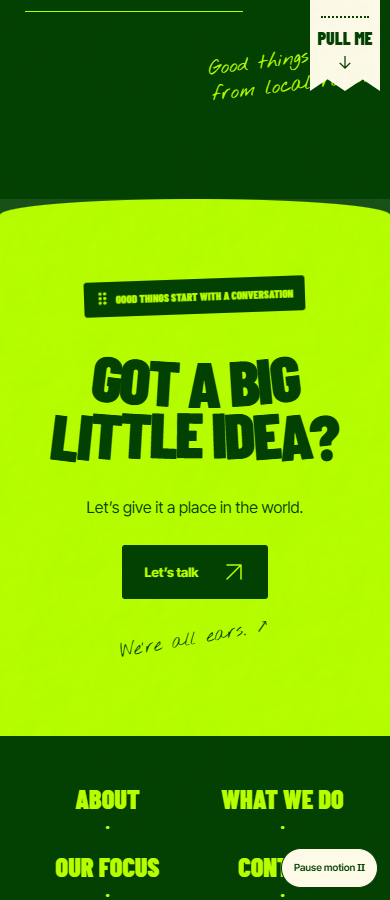 PULL ME
↓
Good things
from local
GOOD THINGS START WITH A CONVERSATION
GOT A BIG
LITTLE IDEA?
Let's give it a place in the world.
Let's talk
We're all ears. ↗
ABOUT
WHAT WE DO
OUR FOCUS
Pause motion II